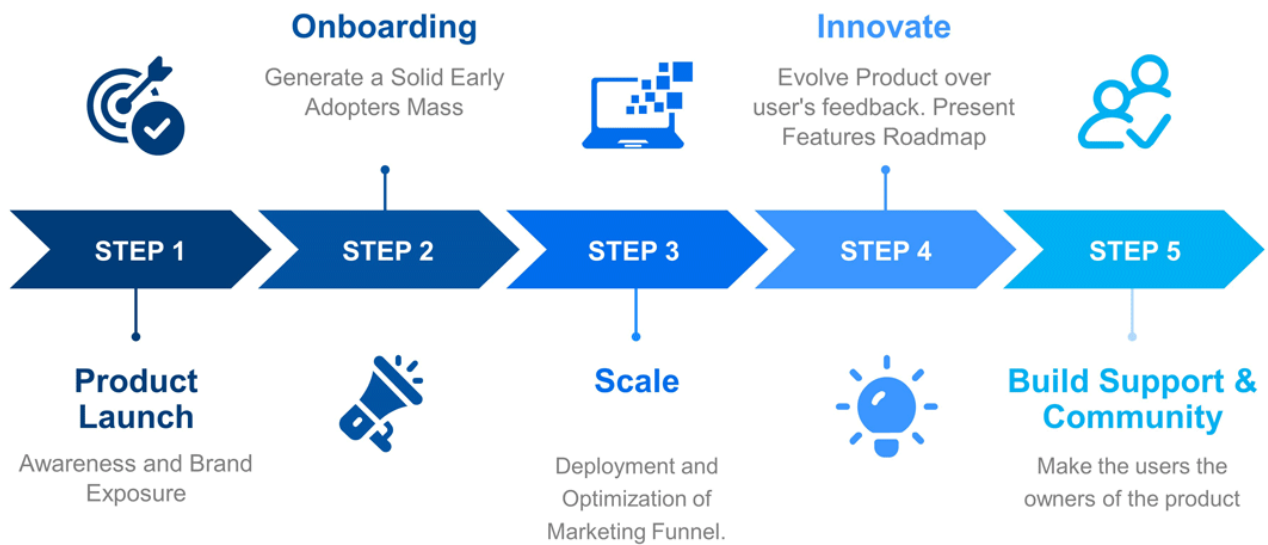 Onboarding
Generate a Solid Early
Adopters Mass
Innovate
Evolve Product over
user's feedback. Present
Features Roadmap
STEP 1
STEP 2
STEP 3
STEP 4
STEP 5
Product
Launch
Awareness and Brand
Exposure
Scale
Deployment and
Optimization of
Marketing Funnel.
Build Support &
Community
Make the users the
owners of the product